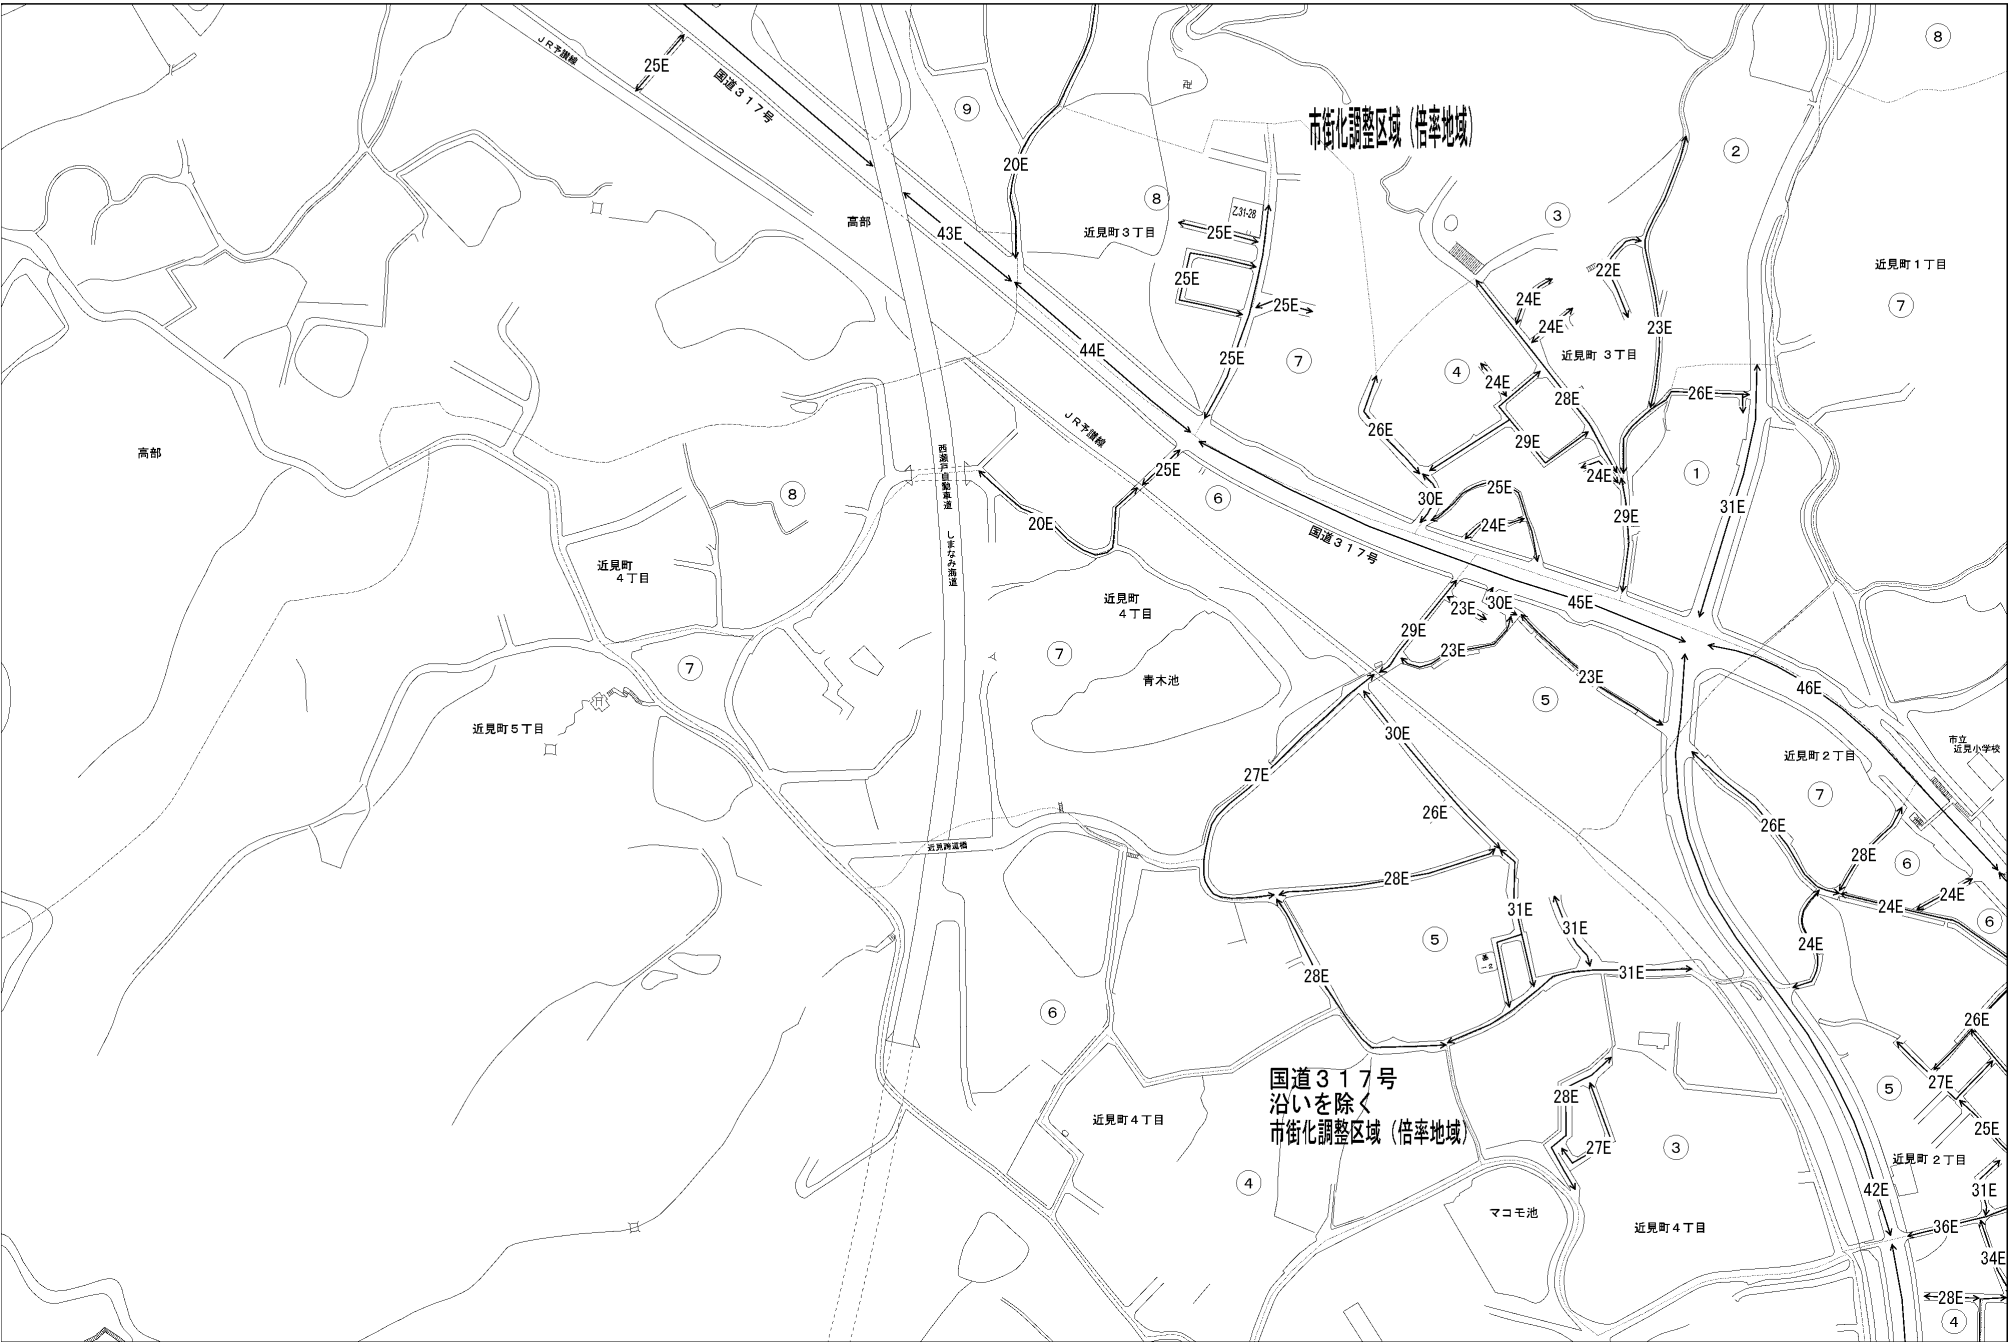 8
JR予讃線
25E
国道317号
9
市街化調整区域（倍率地域）
2
20E
高部
43E
8
近見町3丁目
乙31-28
25E
3
22E
近見町1丁目
7
25E
25E
24E
24E
23E
近見町 3丁目
44E
25E
7
4
24E
28E
26E
高部
JR予讃線
26E
29E
24E
1
31E
8
西瀬戸自動車道　しまなみ海道
25E
6
30E
25E
24E
29E
20E
国道317号
近見町
4丁目
近見町
4丁目
23E
30E
45E
29E
23E
7
7
青木池
23E
5
46E
近見町5丁目
30E
市立
近見小学校
近見町2丁目
7
27E
26E
26E
近見跨道橋
28E
6
28E
24E
24E
31E
6
31E
5
24E
28E
31E
6
26E
国道317号
沿いを除く
市街化調整区域（倍率地域）
27E
5
28E
近見町4丁目
25E
27E
3
近見町2丁目
4
42E
31E
マコモ池
近見町4丁目
36E
34E
28E
4